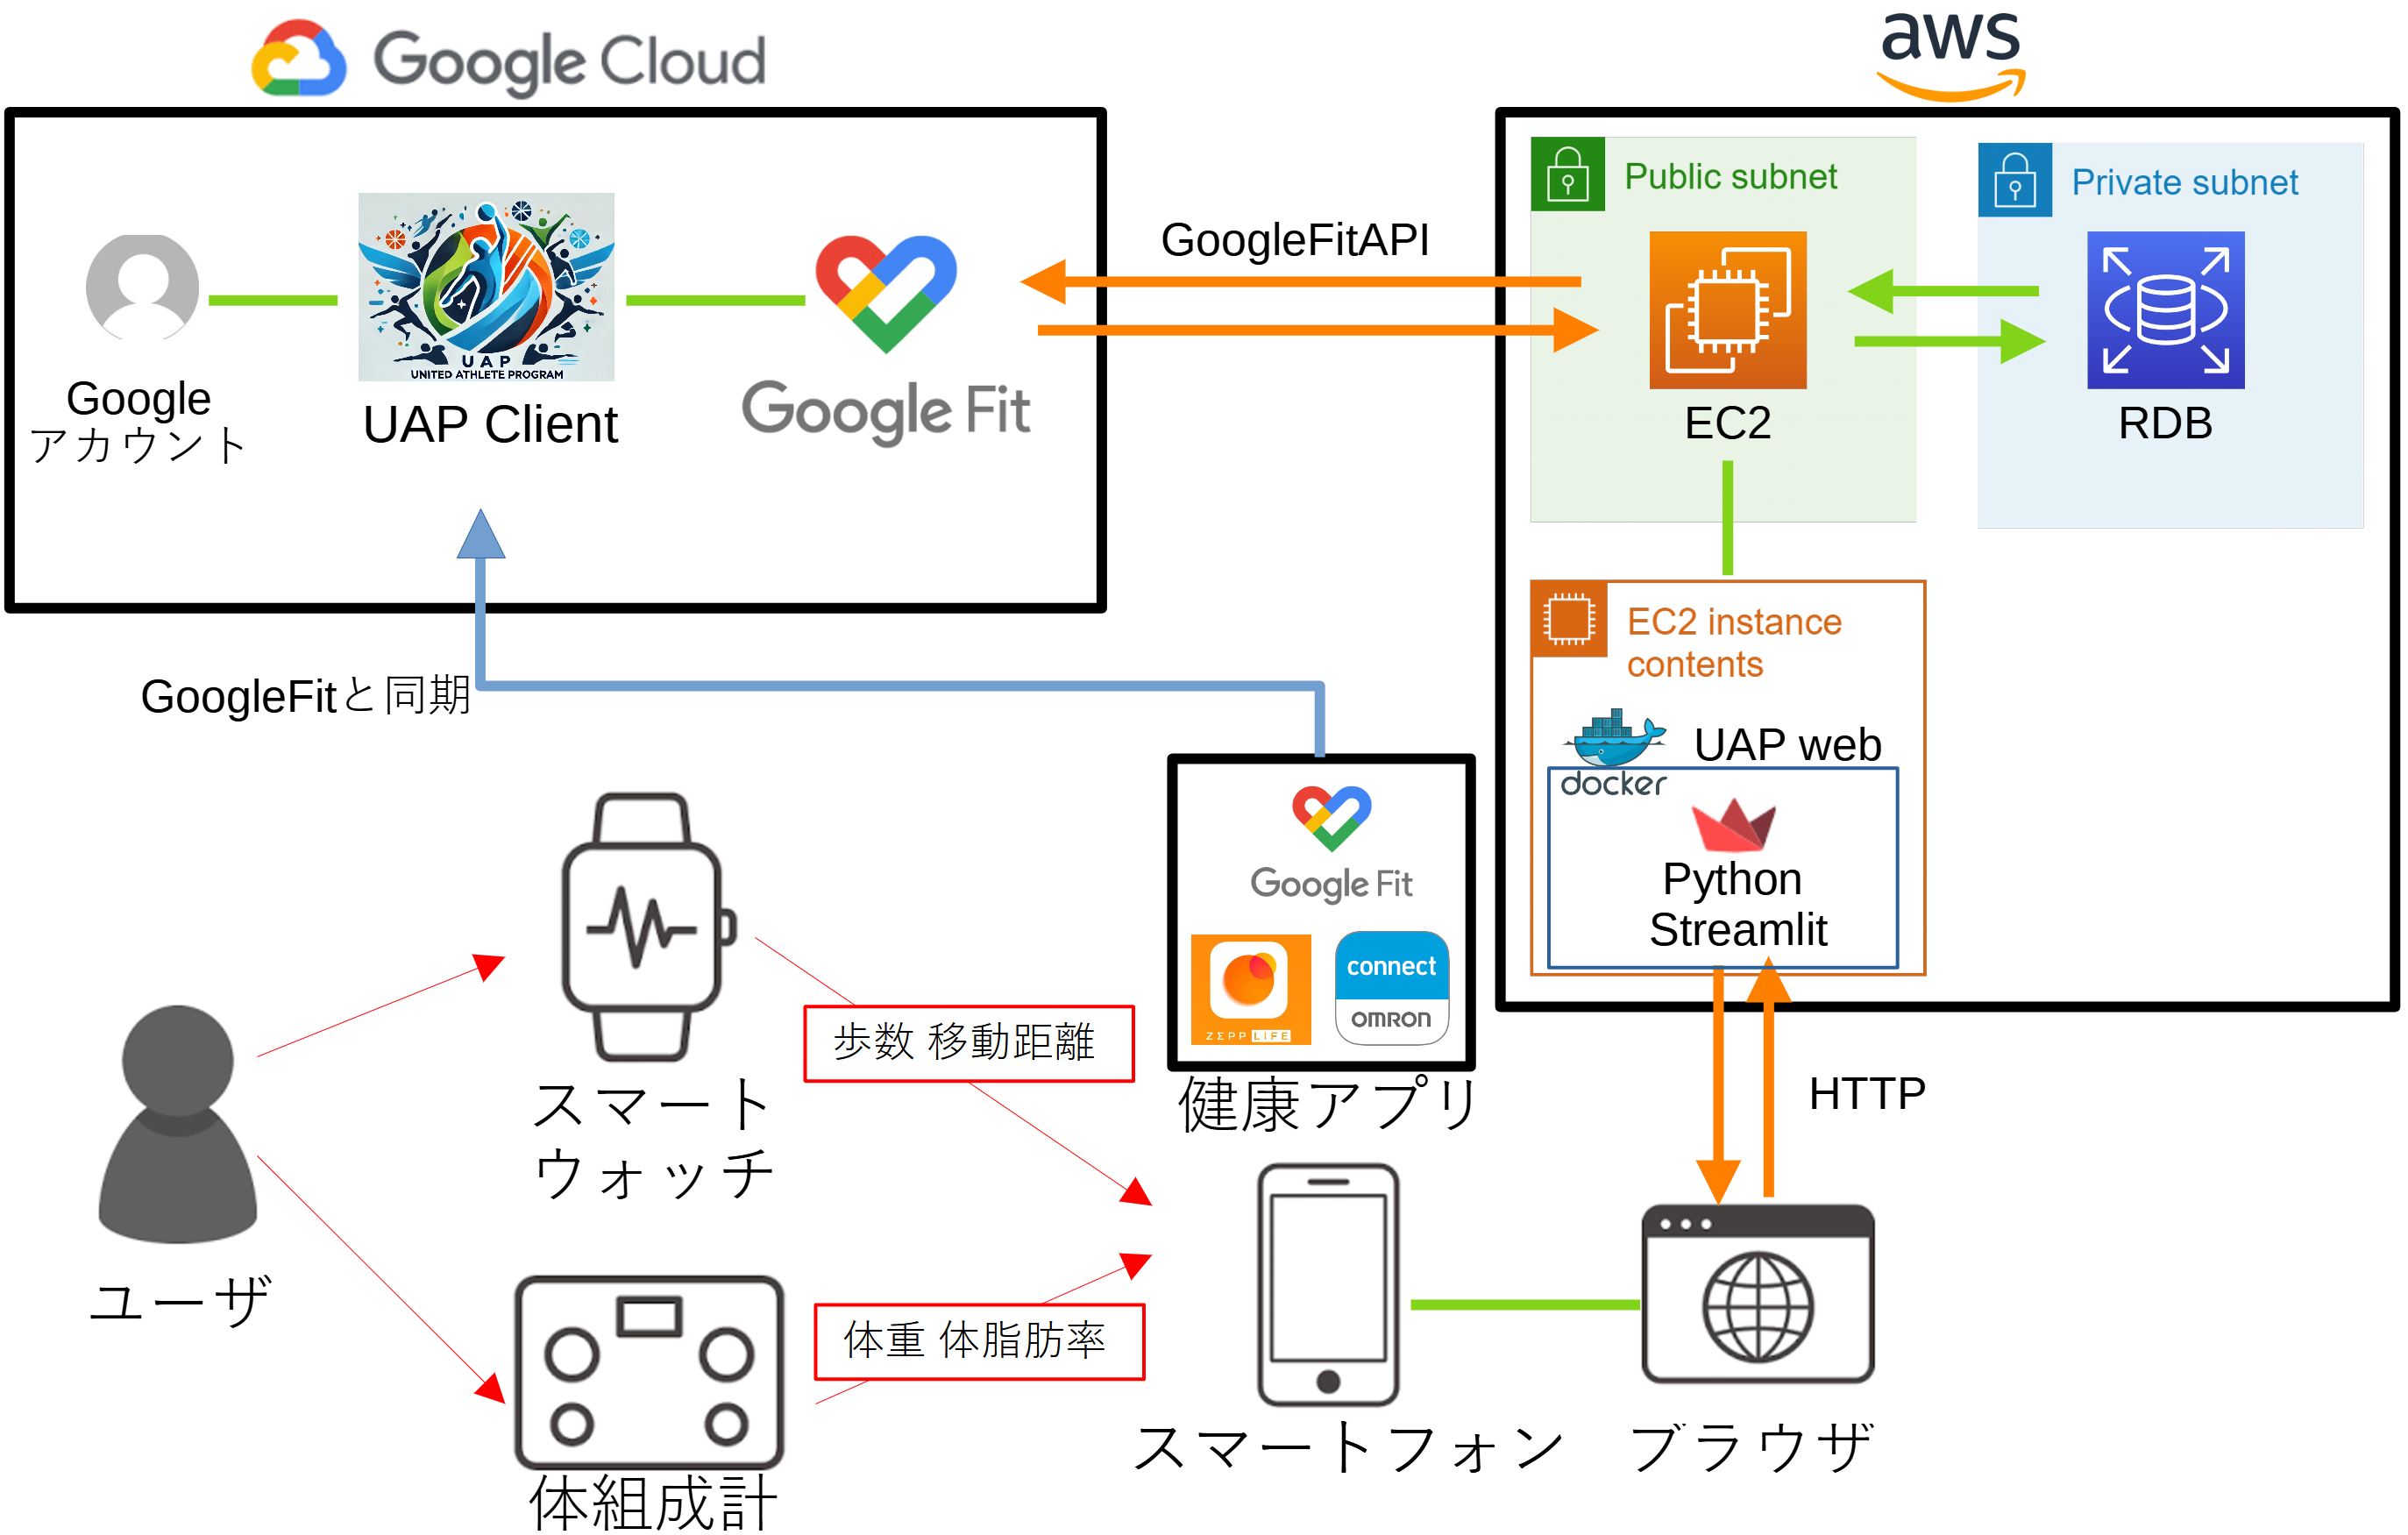 Google Cloud
aws
Public subnet
Private subnet
GoogleFitAPI
UAP
UNITED ATHLETE PROGRAM
Google
アカウント
UAP Client
Google Fit
EC2
RDB
EC2 instance
contents
GoogleFitと同期
docker
UAP web
Python
Streamlit
Google Fit
connect
OMRON
ZEPP LIFE
健康アプリ
歩数 移動距離
HTTP
スマート
ウォッチ
ユーザ
体重 体脂肪率
スマートフォン
ブラウザ
体組成計